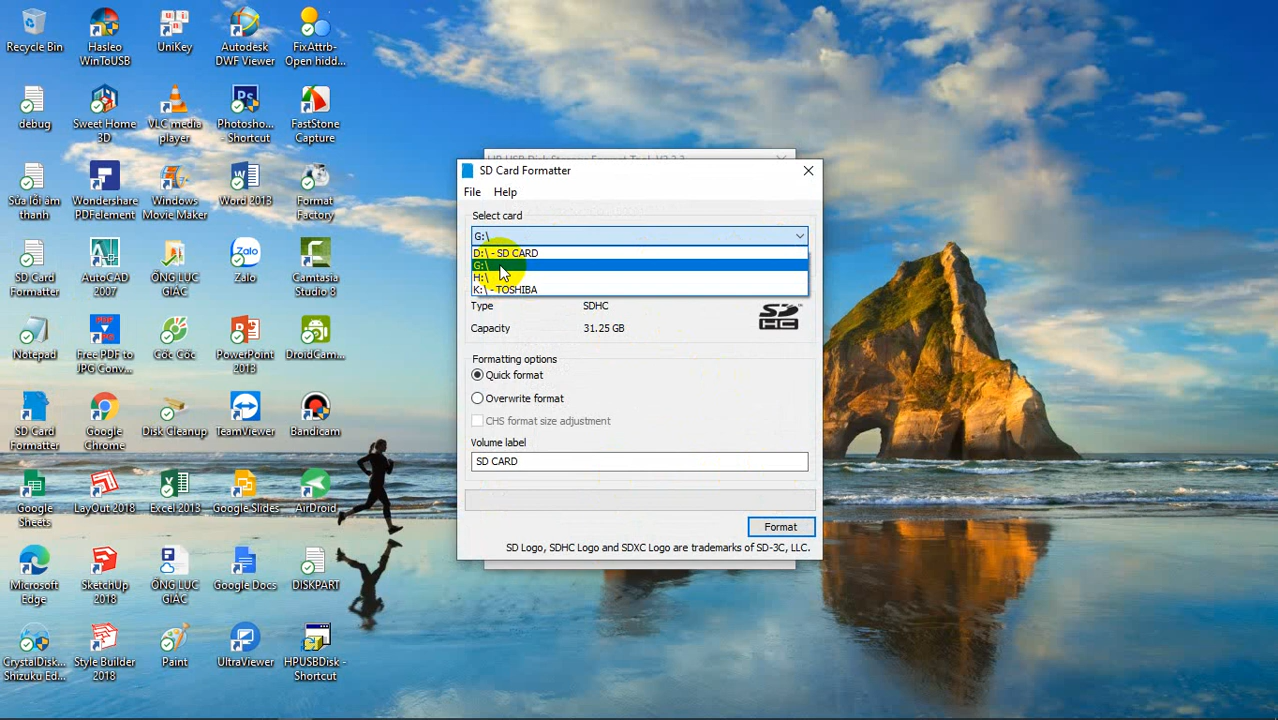 Recycle Bin
Hasleo
WinToUSB
UniKey
Autodesk
DWF Viewer
FixAttrb-
Open hidd...
debug
Sweet Home
3D
VLC media
player
Photosho...
- Shortcut
FastStone
Capture
Sửa lỗi âm
thanh
Wondershare
PDFelement
Windows
Movie Maker
Word 2013
Format
Factory
SD Card
Formatter
AutoCAD
2007
ÔNG LỤC
GIÁC
Zalo
Camtasia
Studio 8
Notepad
Free PDF to
JPG Conv...
Cốc Cốc
PowerPoint
2013
DroidCam...
SD Card
Formatter
Google
Chrome
Disk Cleanup
TeamViewer
Bandicam
Google
Sheets
LayOut 2018
Excel 2013
Google Slides
AirDroid
Microsoft
Edge
SketchUp
2018
ÔNG LỤC
GIÁC
Google Docs
DISKPART
CrystalDisk...
Shizuku Ed...
Style Builder
2018
Paint
UltraViewer
HPUSBDisk -
Shortcut
SD Card Formatter
File Help
Select card
G:\
D:\ - SD CARD
G:\
H:\
K:\ - TOSHIBA
Type SDHC
SD
HC
Capacity 31.25 GB
Formatting options
Quick format
Overwrite format
CHS format size adjustment
Volume label
SD CARD
Format
SD Logo, SDHC Logo and SDXC Logo are trademarks of SD-3C, LLC.